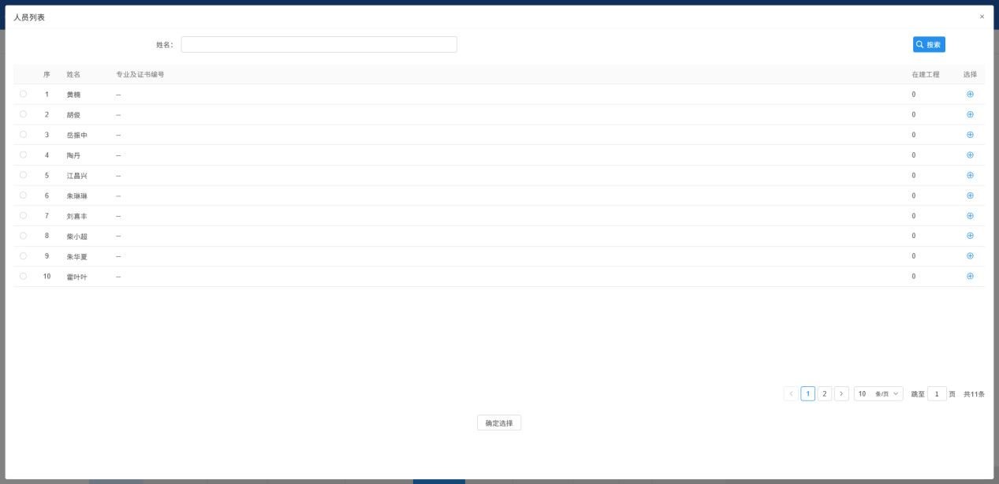 人员列表 ×
姓名: 搜索
序 姓名 专业及证书编号 在建工程 选择
1 黄楠 -- 0
2 胡俊 -- 0
3 岳振中 -- 0
4 陶丹 -- 0
5 江昌兴 -- 0
6 朱琳琳 -- 0
7 刘嘉丰 -- 0
8 柴小超 -- 0
9 朱华夏 -- 0
10 霍叶叶 -- 0
< 1 2 > 10 条/页 跳至 1 页 共11条
确定选择